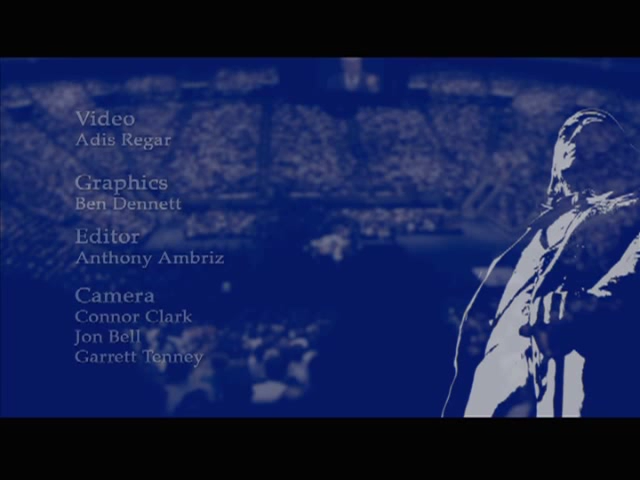 Video
Adis Regar
Graphics
Ben Dennett
Editor
Anthony Ambriz
Camera
Connor Clark
Jon Bell
Garrett Tenney